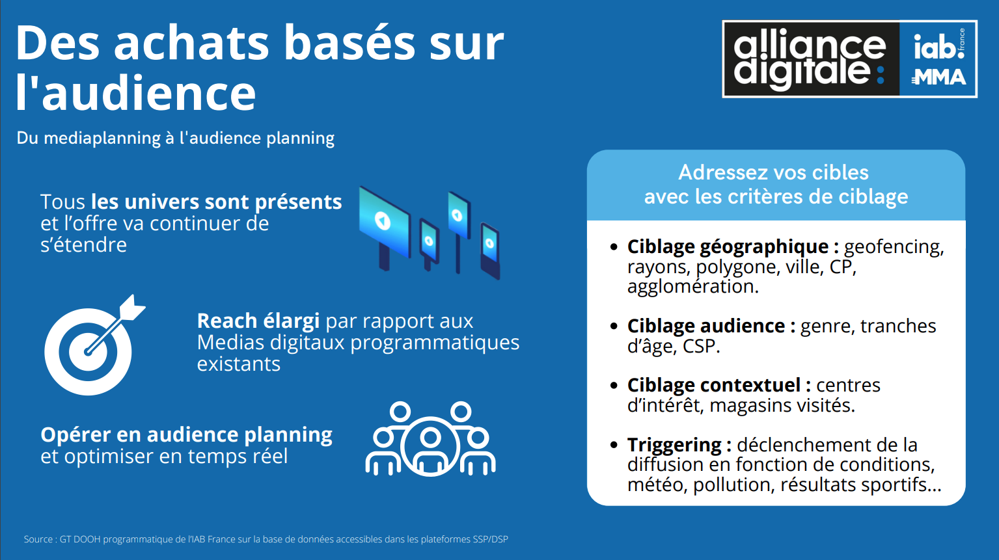 Des achats basés sur
l'audience
Du mediaplanning à l'audience planning
alliance
digitale:
iab.
france
MMA
Tous les univers sont présents
et l’offre va continuer de
s’étendre
Reach élargi par rapport aux
Medias digitaux programmatiques
existants
Opérer en audience planning
et optimiser en temps réel
Adressez vos cibles
avec les critères de ciblage
• Ciblage géographique : geofencing,
rayons, polygone, ville, CP,
agglomération.
• Ciblage audience : genre, tranches
d’âge, CSP.
• Ciblage contextuel : centres
d’intérêt, magasins visités.
• Triggering : déclenchement de la
diffusion en fonction de conditions,
météo, pollution, résultats sportifs...
Source : GT DOOH programmatique de l'IAB France sur la base de données accessibles dans les plateformes SSP/DSP